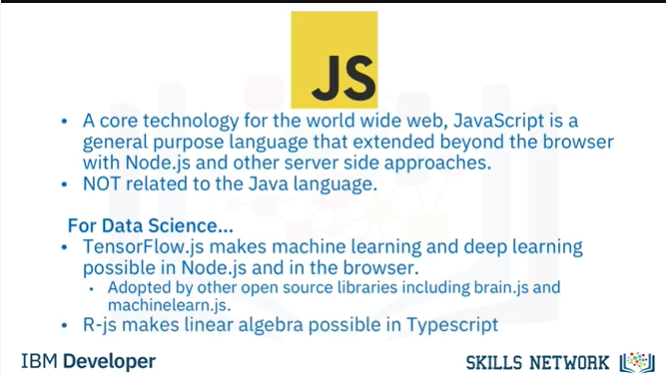 JS
• A core technology for the world wide web, JavaScript is a
general purpose language that extended beyond the browser
with Node.js and other server side approaches.
• NOT related to the Java language.
For Data Science...
• TensorFlow.js makes machine learning and deep learning
possible in Node.js and in the browser.
• Adopted by other open source libraries including brain.js and
machinelearn.js.
• R-js makes linear algebra possible in Typescript
IBM Developer
SKILLS NETWORK